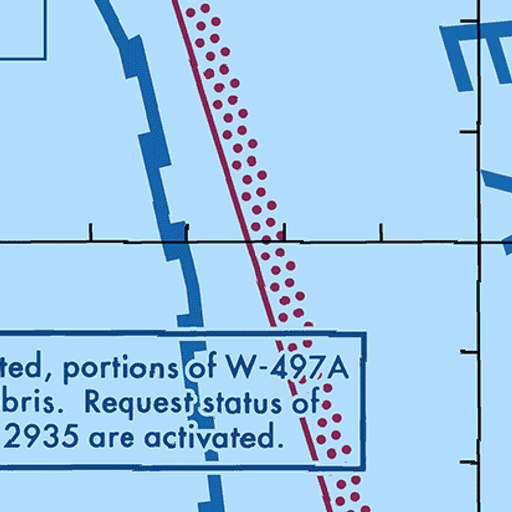 ted, portions of W-497A
bris. Request status of
2935 are activated.